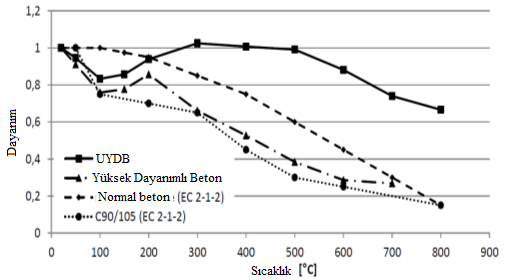 1,2
1
0,8
0,6
0,4
0,2
0
Dayanım
UYDB
Yüksek Dayanımlı Beton
Normal beton (EC 2-1-2)
C90/105 (EC 2-1-2)
0 100 200 300 400 500 600 700 800 900
Sıcaklık [°C]